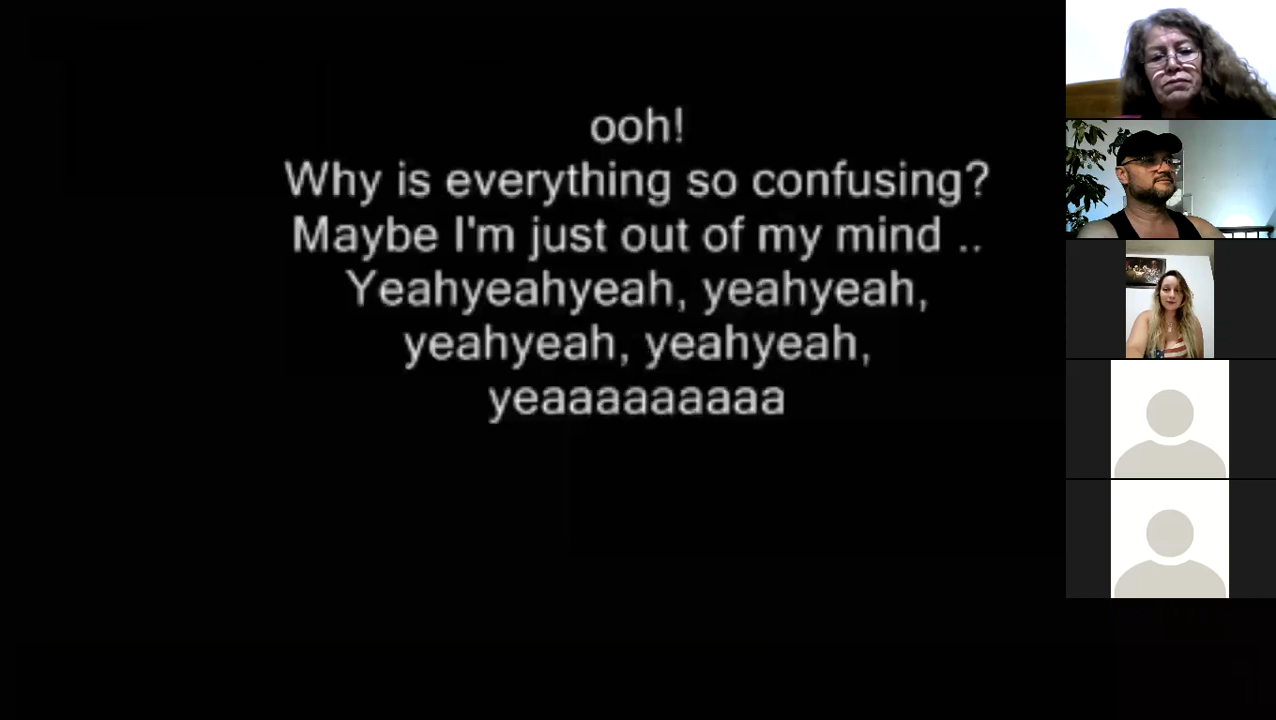 ooh!
Why is everything so confusing?
Maybe I'm just out of my mind ..
Yeahyeahyeah, yeahyeah,
yeahyeah, yeahyeah,
yeaaaaaaaaa